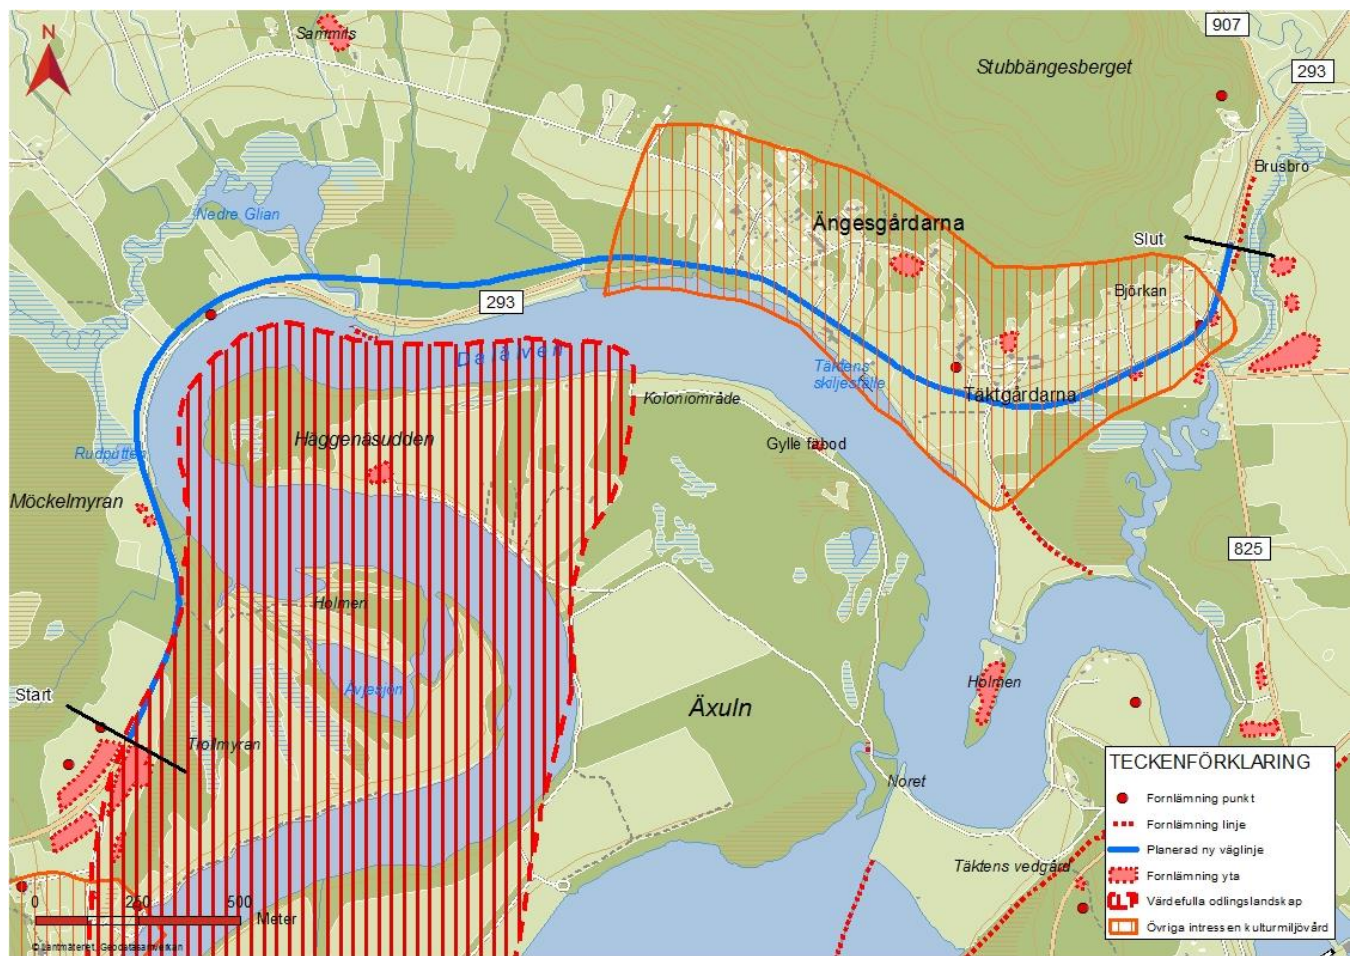 907
N
Sammils
Stubbängesberget
293
Brusbro
Nedre Glian
Ängesgårdarna
Slut
Björkan
293
Dalälven
Täktens
skiljesfälle
Täktgårdarna
Koloniområde
Häggenäsudden
Gylle fäbod
Rudputten
Möckelmyran
825
Holmen
Holmen
Ävjesjön
Start
Äxuln
Trollmyran
Noret
TECKENFÖRKLARING
Fornlämning punkt
Fornlämning linje
Planerad ny väglinje
Täktens vedgård
Fornlämning yta
Värdefulla odlingslandskap
Övriga intressen kulturmiljövård
0 250 500
Meter
© Lantmäteriet, Geodatasamverkan